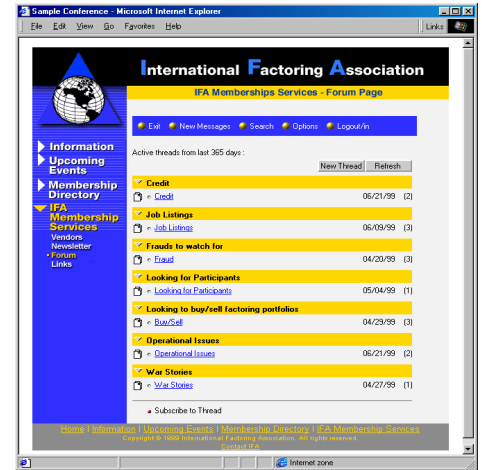 Sample Conference - Microsoft Internet Explorer
File Edit View Go Favorites Help
Links
International Factoring Association
IFA Memberships Services - Forum Page
Exit New Messages Search Options Logout/in
Information
Upcoming Events
Membership Directory
IFA Membership Services
Vendors
Newsletter
Forum
Links
Active threads from last 365 days :
New Thread Refresh
Credit
Credit 06/21/99 (2)
Job Listings
Job Listings 06/09/99 (3)
Frauds to watch for
Fraud 04/20/99 (3)
Looking for Participants
Looking for Participants 05/04/99 (1)
Looking to buy/sell factoring portfolios
Buy/Sell 04/29/99 (3)
Operational Issues
Operational Issues 06/21/99 (2)
War Stories
War Stories 04/27/99 (1)
Subscribe to Thread
Home | Information | Upcoming Events | Membership Directory | IFA Membership Services
Copyright © 1999 International Factoring Association. All rights reserved.
Contact IFA
Internet zone